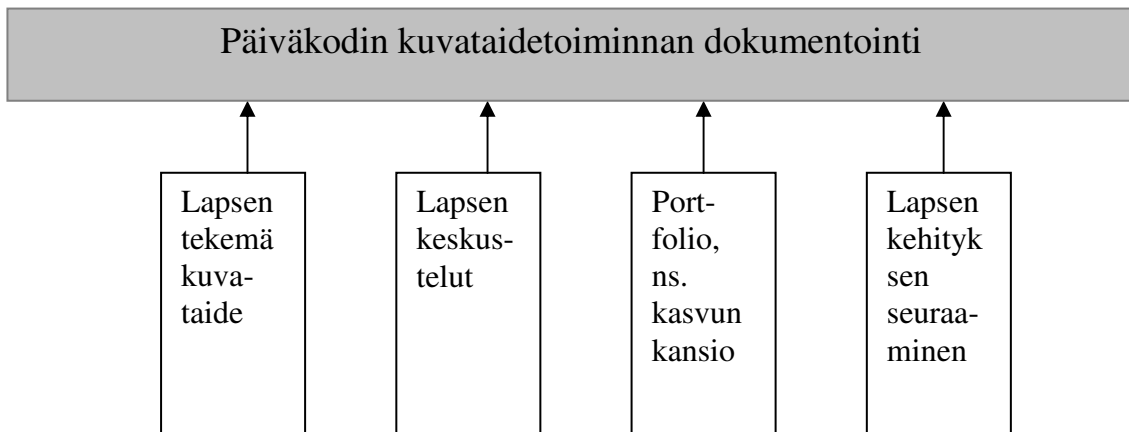 Päiväkodin kuvataidetoiminnan dokumentointi
Lapsen
tekemä
kuva-
taide
Lapsen
keskus-
telut
Port-
folio,
ns.
kasvun
kansio
Lapsen
kehityk
sen
seuraa-
minen